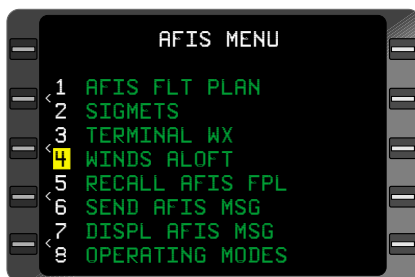 AFIS MENU
1 AFIS FLT PLAN
‹
2 SIGMETS
3 TERMINAL WX
‹
4 WINDS ALOFT
5 RECALL AFIS FPL
‹
6 SEND AFIS MSG
7 DISPL AFIS MSG
‹
8 OPERATING MODES